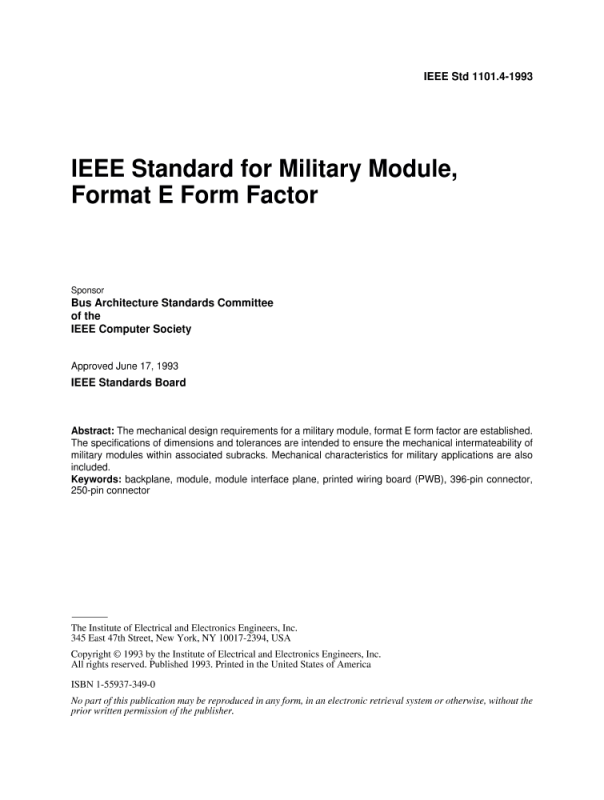 IEEE Std 1101.4-1993
IEEE Standard for Military Module,
Format E Form Factor
Sponsor
Bus Architecture Standards Committee
of the
IEEE Computer Society
Approved June 17, 1993
IEEE Standards Board
Abstract: The mechanical design requirements for a military module, format E form factor are established.
The specifications of dimensions and tolerances are intended to ensure the mechanical intermateability of
military modules within associated subracks. Mechanical characteristics for military applications are also
included.
Keywords: backplane, module, module interface plane, printed wiring board (PWB), 396-pin connector,
250-pin connector
The Institute of Electrical and Electronics Engineers, Inc.
345 East 47th Street, New York, NY 10017-2394, USA
Copyright © 1993 by the Institute of Electrical and Electronics Engineers, Inc.
All rights reserved. Published 1993. Printed in the United States of America
ISBN 1-55937-349-0
No part of this publication may be reproduced in any form, in an electronic retrieval system or otherwise, without the
prior written permission of the publisher.